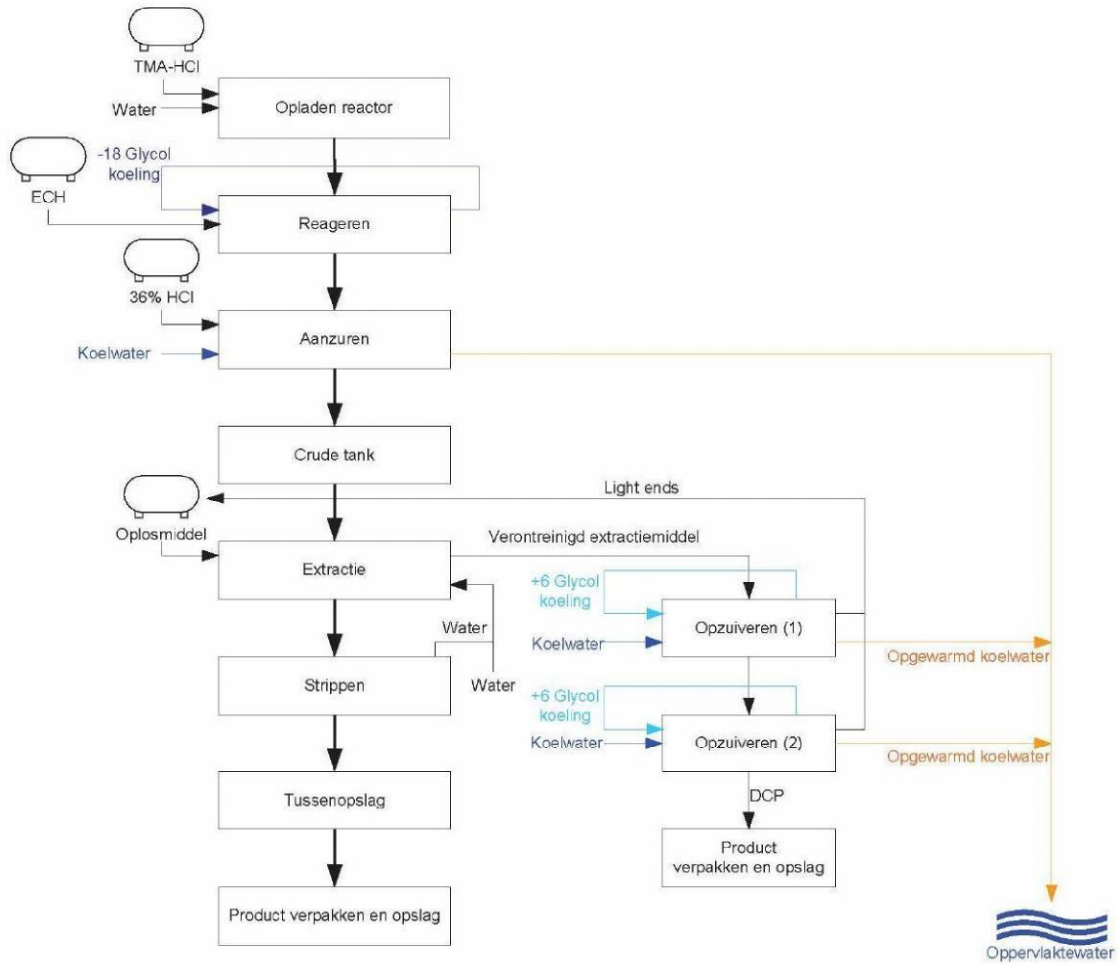 TMA-HCl
Water
Opladen reactor
-18 Glycol
koeling
ECH
Reageren
36% HCl
Aanzuren
Koelwater
Crude tank
Light ends
Oplosmiddel
Verontreinigd extractiemiddel
Extractie
+6 Glycol
koeling
Opzuiveren (1)
Koelwater
Water
Opgewarmd koelwater
Strippen
Water
+6 Glycol
koeling
Koelwater
Opzuiveren (2)
Opgewarmd koelwater
DCP
Tussenopslag
Product
verpakken en opslag
Product verpakken en opslag
Oppervlaktewater